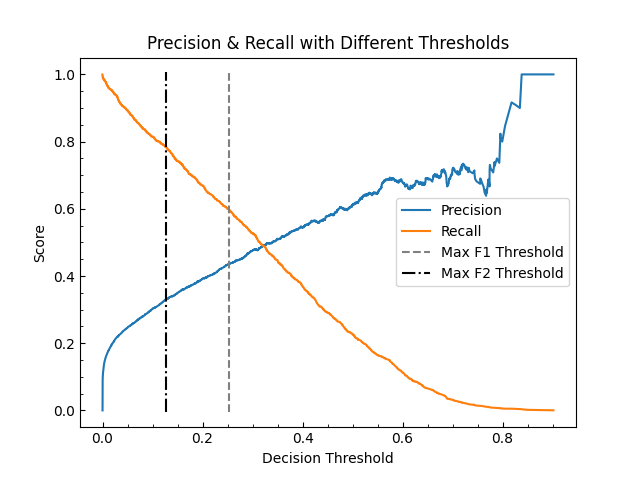 Precision & Recall with Different Thresholds
1.0
0.8
0.6
0.4
0.2
0.0
Score
Precision
Recall
Max F1 Threshold
Max F2 Threshold
0.0 0.2 0.4 0.6 0.8
Decision Threshold